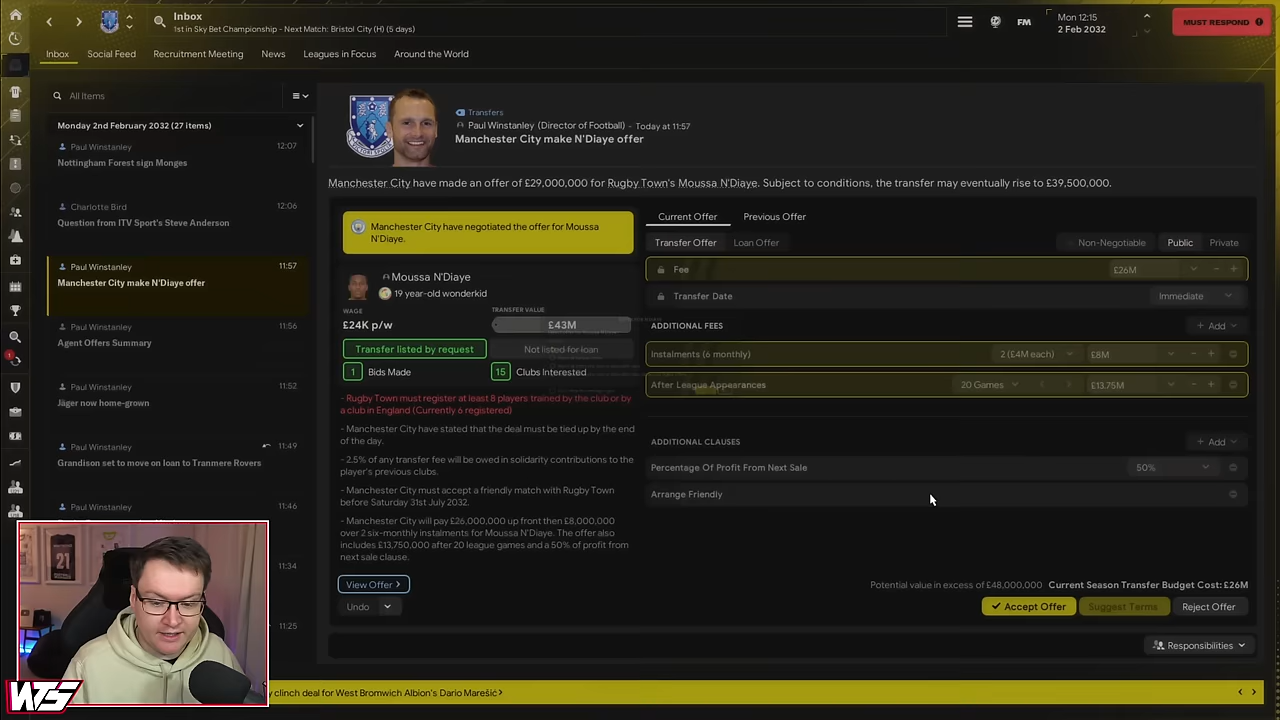 Inbox
1st in Sky Bet Championship - Next Match: Bristol City (H) (5 days)
FM
Mon 12:15
2 Feb 2032
MUST RESPOND
Inbox
Social Feed
Recruitment Meeting
News
Leagues in Focus
Around the World
All Items
Monday 2nd February 2032 (27 items)
Paul Winstanley
12:07
Nottingham Forest sign Monges
Charlotte Bird
12:06
Question from ITV Sport's Steve Anderson
Paul Winstanley
11:57
Manchester City make N'Diaye offer
Paul Winstanley
11:56
Agent Offers Summary
Paul Winstanley
11:52
Jäger now home-grown
Paul Winstanley
11:49
Grandison set to move on loan to Tranmere Rovers
Paul Winstanley
11:46
11:34
11:25
Transfers
Paul Winstanley (Director of Football) - Today at 11:57
Manchester City make N'Diaye offer
Manchester City have made an offer of £29,000,000 for Rugby Town's Moussa N'Diaye. Subject to conditions, the transfer may eventually rise to £39,500,000.
Manchester City have negotiated the offer for Moussa
N'Diaye.
Moussa N'Diaye
19 year-old wonderkid
WAGE
TRANSFER VALUE
£24K p/w
£43M
Transfer listed by request
Not listed for loan
1 Bids Made
15 Clubs Interested
- Rugby Town must register at least 8 players trained by the club or by
a club in England (Currently 6 registered)
- Manchester City have stated that the deal must be tied up by the end
of the day.
- 2.5% of any transfer fee will be owed in solidarity contributions to the
player's previous clubs.
- Manchester City must accept a friendly match with Rugby Town
before Saturday 31st July 2032.
- Manchester City will pay £26,000,000 up front then £8,000,000
over 2 six-monthly instalments for Moussa N'Diaye. The offer also
includes £13,750,000 after 20 league games and a 50% of profit from
next sale clause.
View Offer
Undo
Current Offer
Previous Offer
Transfer Offer
Loan Offer
Non-Negotiable
Public
Private
Fee
£26M
Transfer Date
Immediate
ADDITIONAL FEES
+ Add
Instalments (6 monthly)
2 (£4M each)
£8M
After League Appearances
20 Games
£13.75M
ADDITIONAL CLAUSES
+ Add
Percentage Of Profit From Next Sale
50%
Arrange Friendly
Potential value in excess of £48,000,000
Current Season Transfer Budget Cost: £26M
Accept Offer
Suggest Terms
Reject Offer
Responsibilities
clinch deal for West Bromwich Albion's Dario Marešić
21
WTS